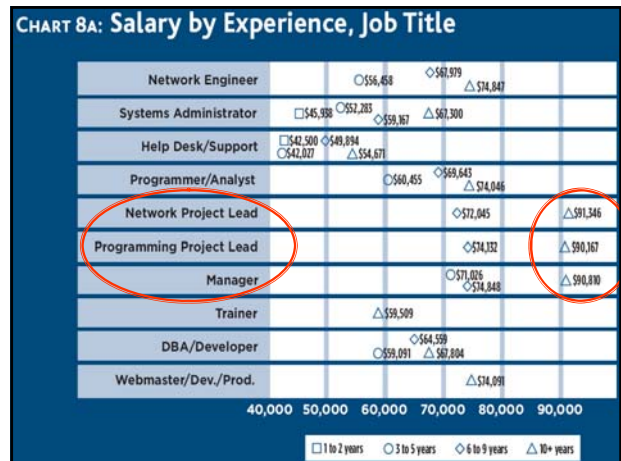 CHART 8A: Salary by Experience, Job Title
Network Engineer $56,458 $67,979 $74,847
Systems Administrator $45,938 $52,283 $59,167 $67,300
Help Desk/Support $42,500 $49,894 $42,027 $54,671
Programmer/Analyst $60,455 $69,643 $74,046
Network Project Lead $72,045 $91,346
Programming Project Lead $74,132 $90,167
Manager $71,026 $74,848 $90,810
Trainer $59,509
DBA/Developer $64,559 $59,091 $67,804
Webmaster/Dev./Prod. $74,091
40,000 50,000 60,000 70,000 80,000 90,000
1 to 2 years 3 to 5 years 6 to 9 years 10+ years